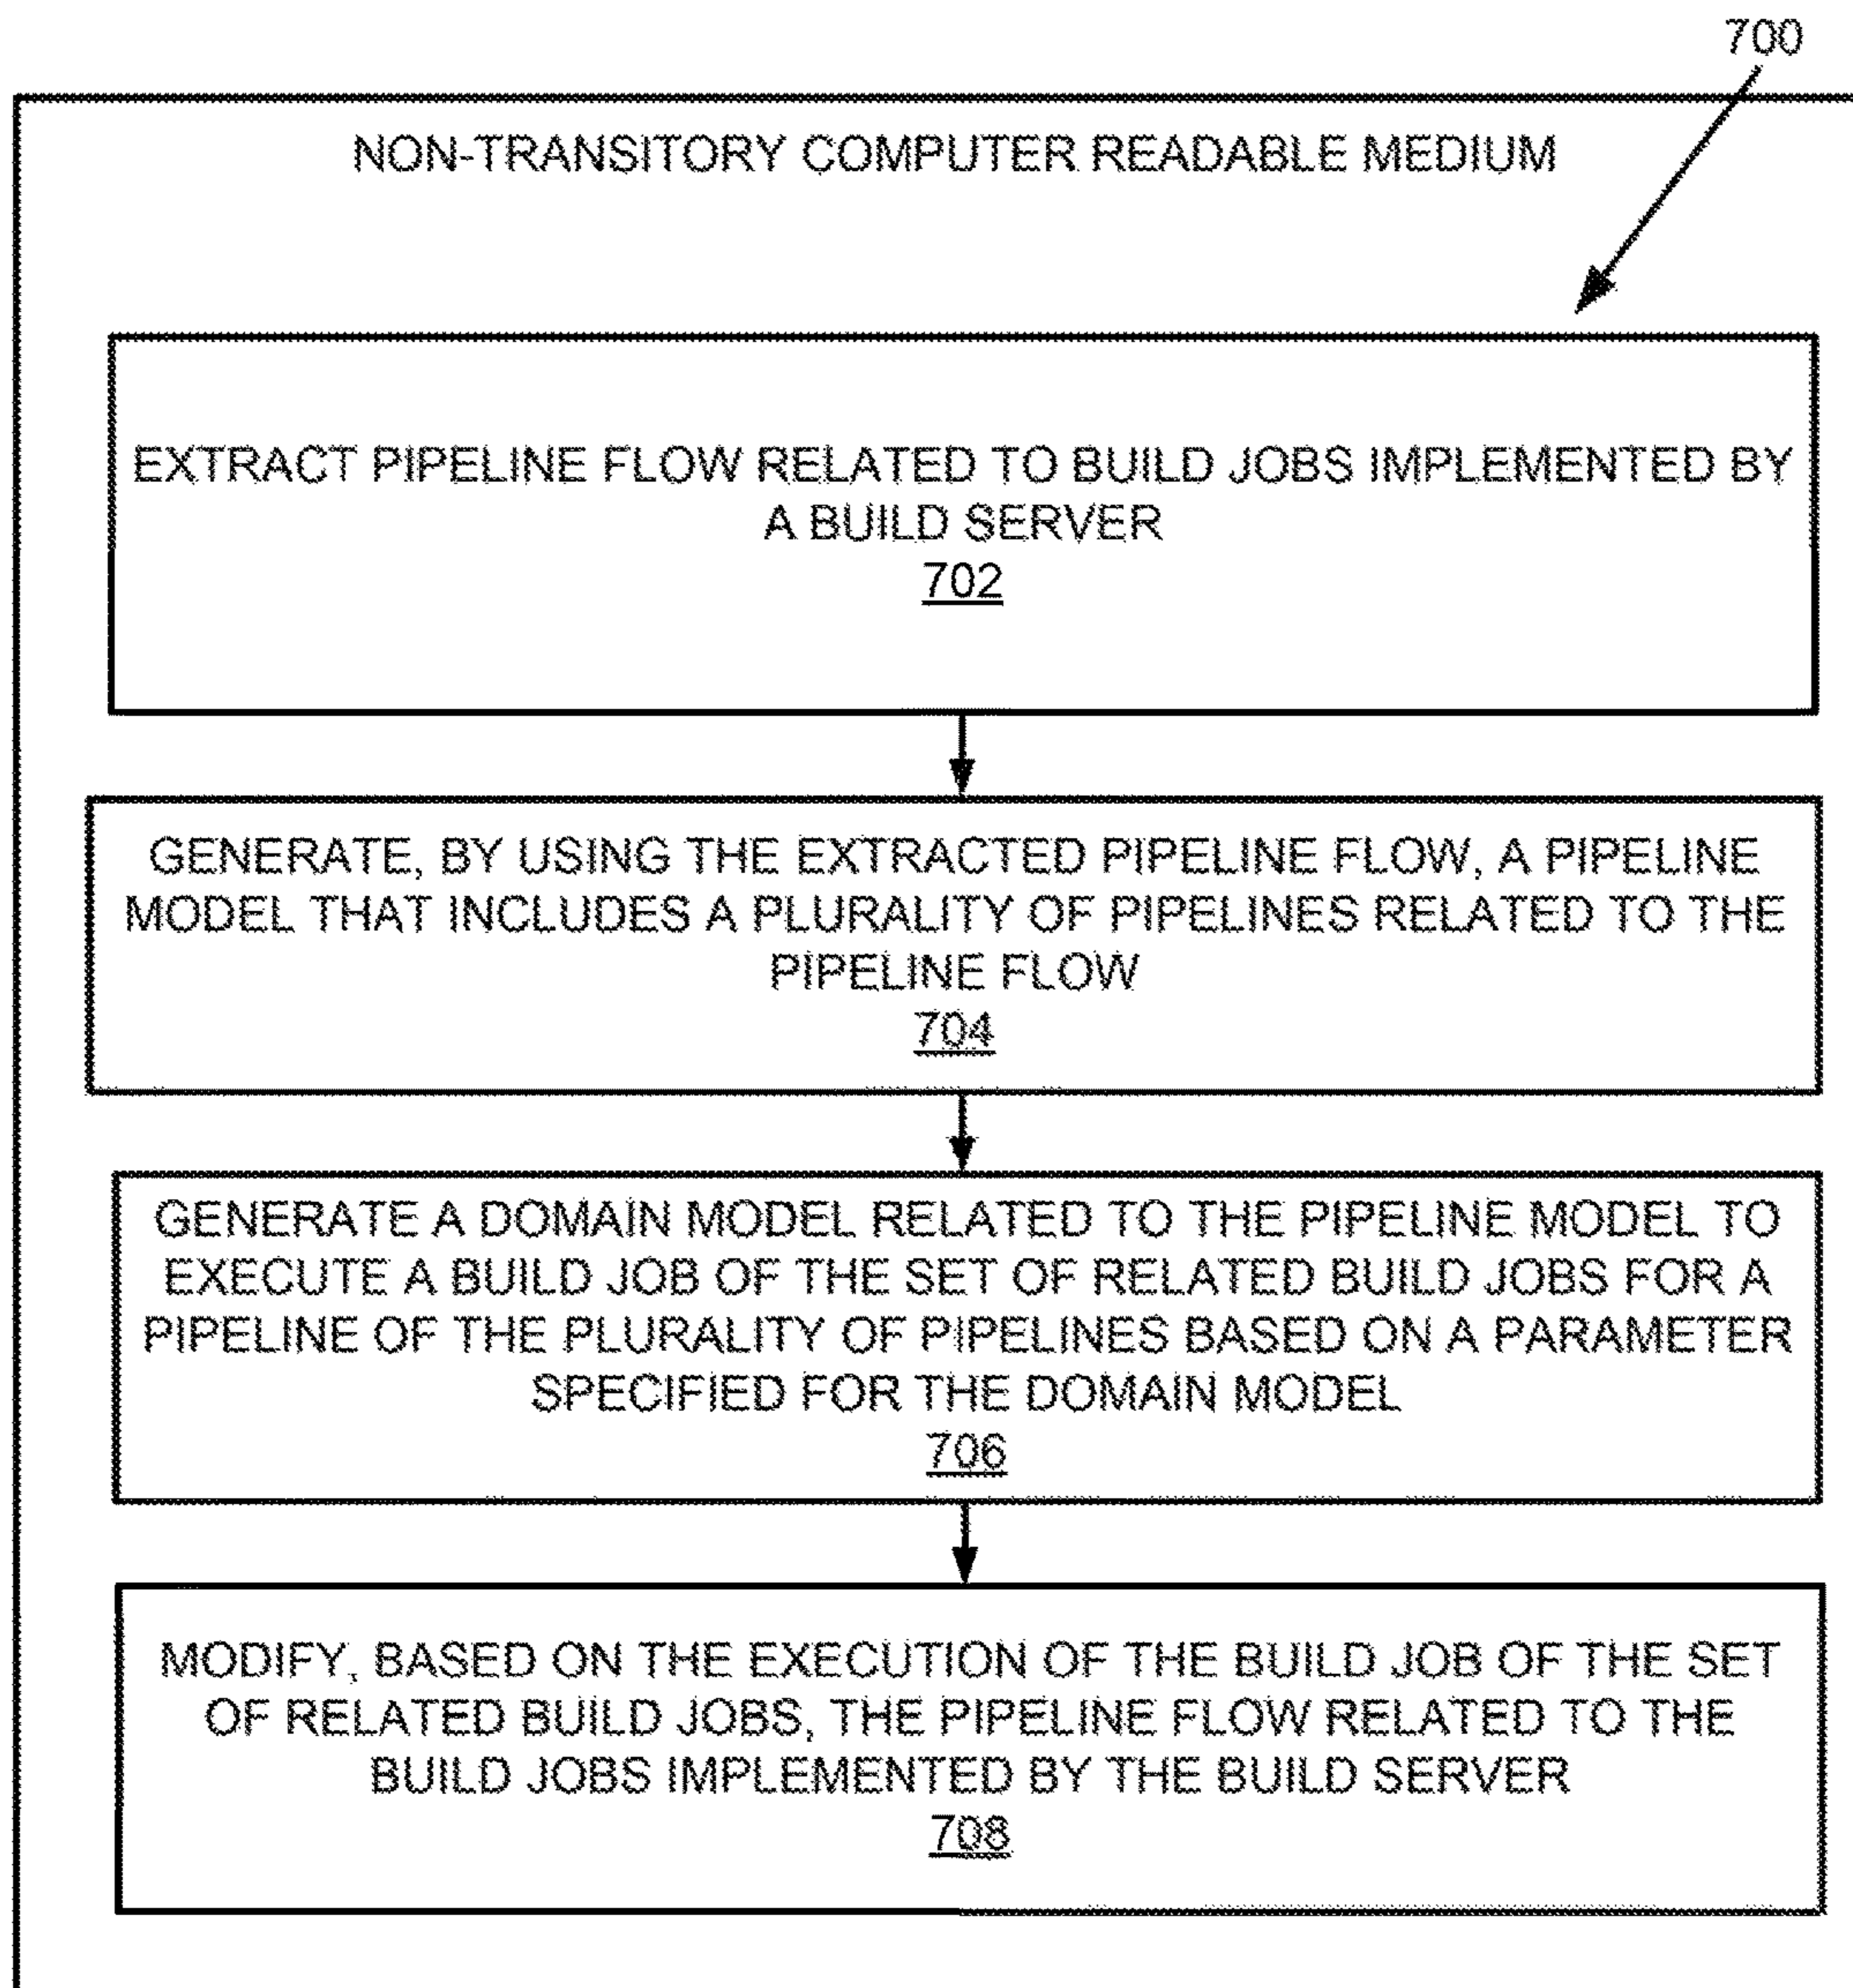 700
NON-TRANSITORY COMPUTER READABLE MEDIUM
EXTRACT PIPELINE FLOW RELATED TO BUILD JOBS IMPLEMENTED BY
A BUILD SERVER
702
GENERATE, BY USING THE EXTRACTED PIPELINE FLOW, A PIPELINE
MODEL THAT INCLUDES A PLURALITY OF PIPELINES RELATED TO THE
PIPELINE FLOW
704
GENERATE A DOMAIN MODEL RELATED TO THE PIPELINE MODEL TO
EXECUTE A BUILD JOB OF THE SET OF RELATED BUILD JOBS FOR A
PIPELINE OF THE PLURALITY OF PIPELINES BASED ON A PARAMETER
SPECIFIED FOR THE DOMAIN MODEL
706
MODIFY, BASED ON THE EXECUTION OF THE BUILD JOB OF THE SET
OF RELATED BUILD JOBS, THE PIPELINE FLOW RELATED TO THE
BUILD JOBS IMPLEMENTED BY THE BUILD SERVER
708